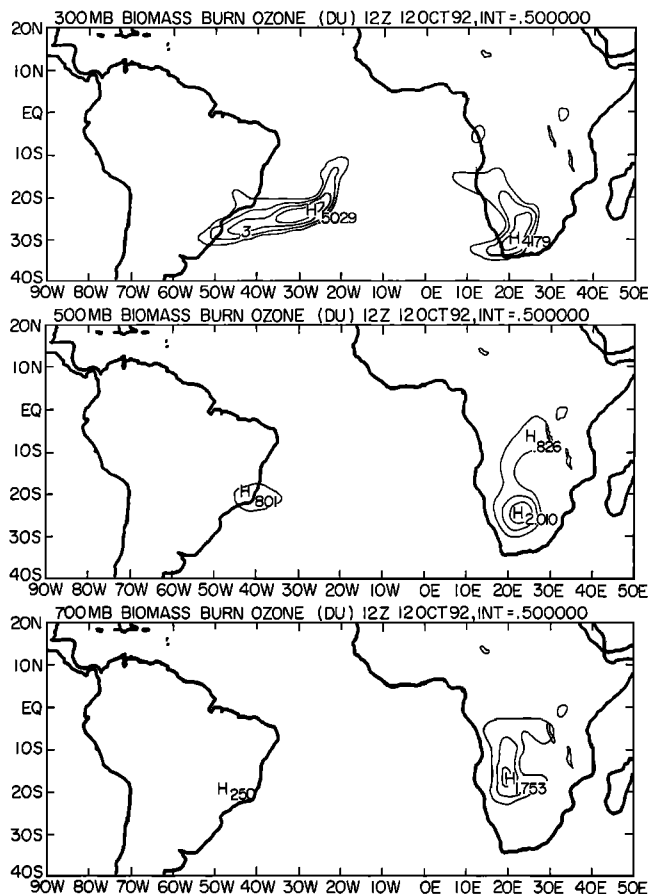 300MB BIOMASS BURN OZONE (DU) 12Z 12OCT92,INT=.500000
20N
10N
EQ
10S
20S
30S
40S
H7
.5029
3
H
.4179
90W 80W 70W 60W 50W 40W 30W 20W 10W 0E 10E 20E 30E 40E 50E
500MB BIOMASS BURN OZONE (DU) 12Z 12OCT92,INT=.500000
20N
10N
EQ
10S
20S
30S
40S
H
.826
H
801
H
2.010
90W 80W 70W 60W 50W 40W 30W 20W 10W 0E 10E 20E 30E 40E 50E
700MB BIOMASS BURN OZONE (DU) 12Z 12OCT92,INT=.500000
20N
10N
EQ
10S
20S
30S
40S
H
1.753
H
250
90W 80W 70W 60W 50W 40W 30W 20W 10W 0E 10E 20E 30E 40E 50E